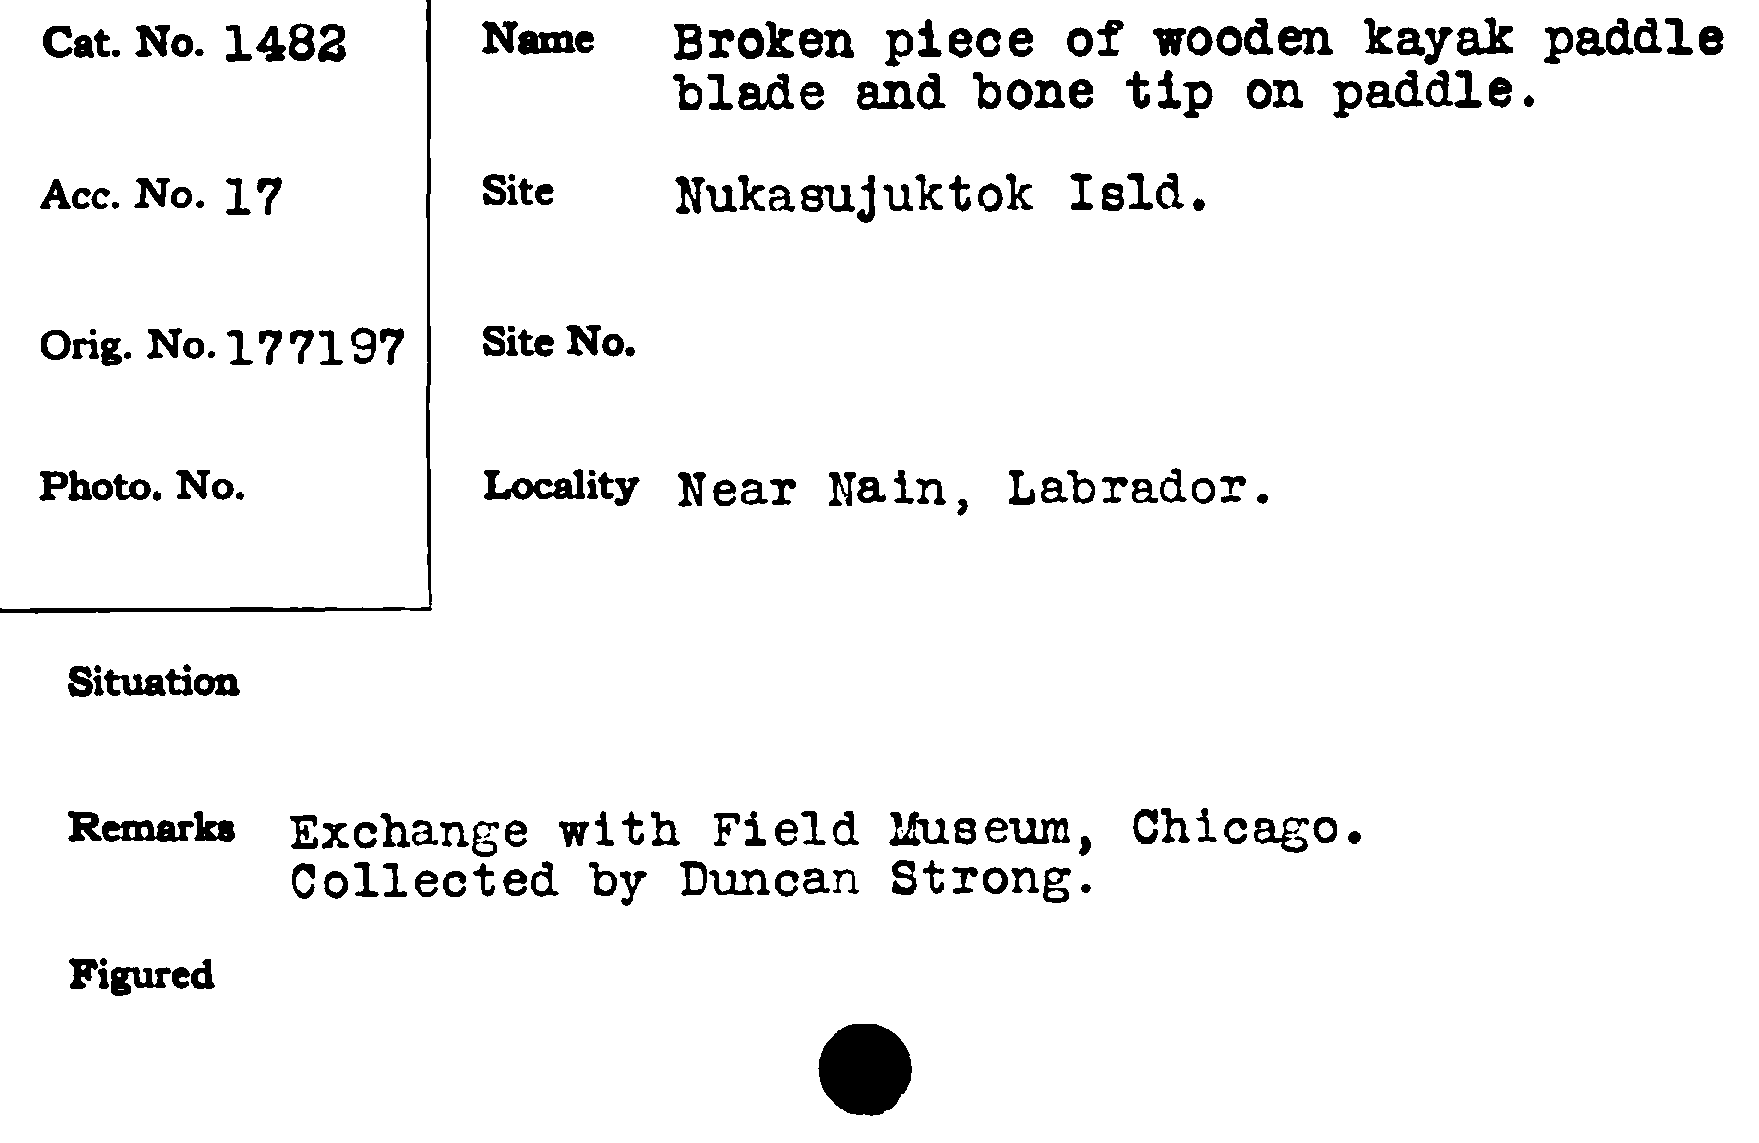 Cat. No. 1482
Name Broken piece of wooden kayak paddle
blade and bone tip on paddle.
Acc. No. 17
Site Nukasujuktok Isld.
Orig. No. 177197
Site No.
Photo. No.
Locality Near Nain, Labrador.
Situation
Remarks Exchange with Field Museum, Chicago.
Collected by Duncan Strong.
Figured